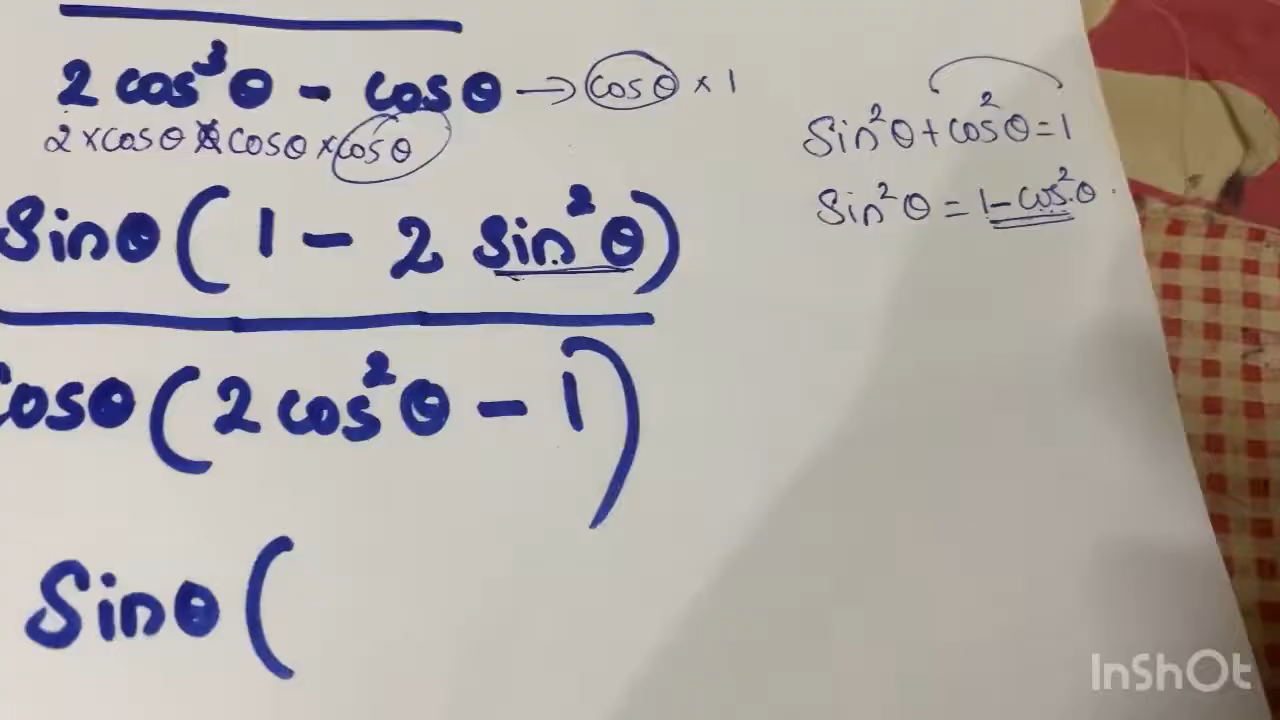 2 cos³θ - cosθ → cosθ × 1
2 × cosθ × cosθ × cosθ
Sin²θ + cos²θ = 1
Sin²θ = 1 - cos²θ
Sinθ ( 1 - 2 Sin²θ )
Cosθ ( 2 cos²θ - 1 )
Sinθ (
InShOt